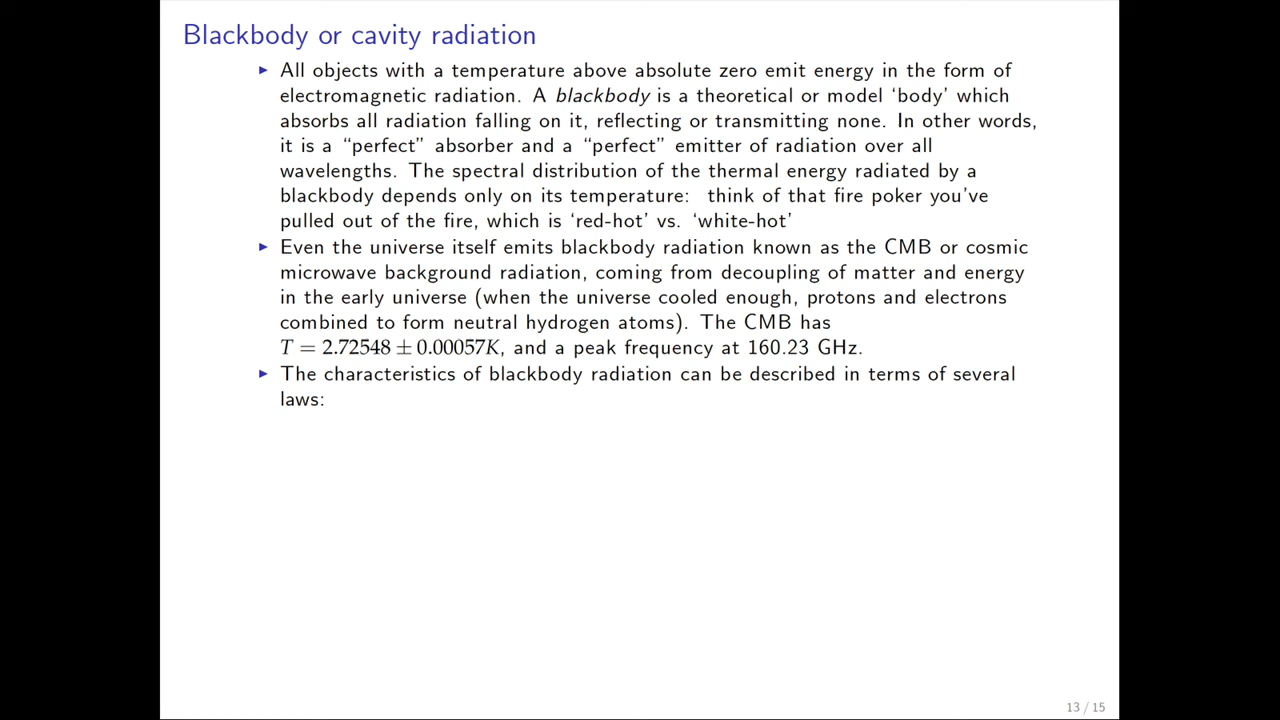 Blackbody or cavity radiation
▶ All objects with a temperature above absolute zero emit energy in the form of
electromagnetic radiation. A blackbody is a theoretical or model ‘body’ which
absorbs all radiation falling on it, reflecting or transmitting none. In other words,
it is a “perfect” absorber and a “perfect” emitter of radiation over all
wavelengths. The spectral distribution of the thermal energy radiated by a
blackbody depends only on its temperature: think of that fire poker you’ve
pulled out of the fire, which is ‘red-hot’ vs. ‘white-hot’
▶ Even the universe itself emits blackbody radiation known as the CMB or cosmic
microwave background radiation, coming from decoupling of matter and energy
in the early universe (when the universe cooled enough, protons and electrons
combined to form neutral hydrogen atoms). The CMB has
T = 2.72548 ± 0.00057K, and a peak frequency at 160.23 GHz.
▶ The characteristics of blackbody radiation can be described in terms of several
laws:
13 / 15